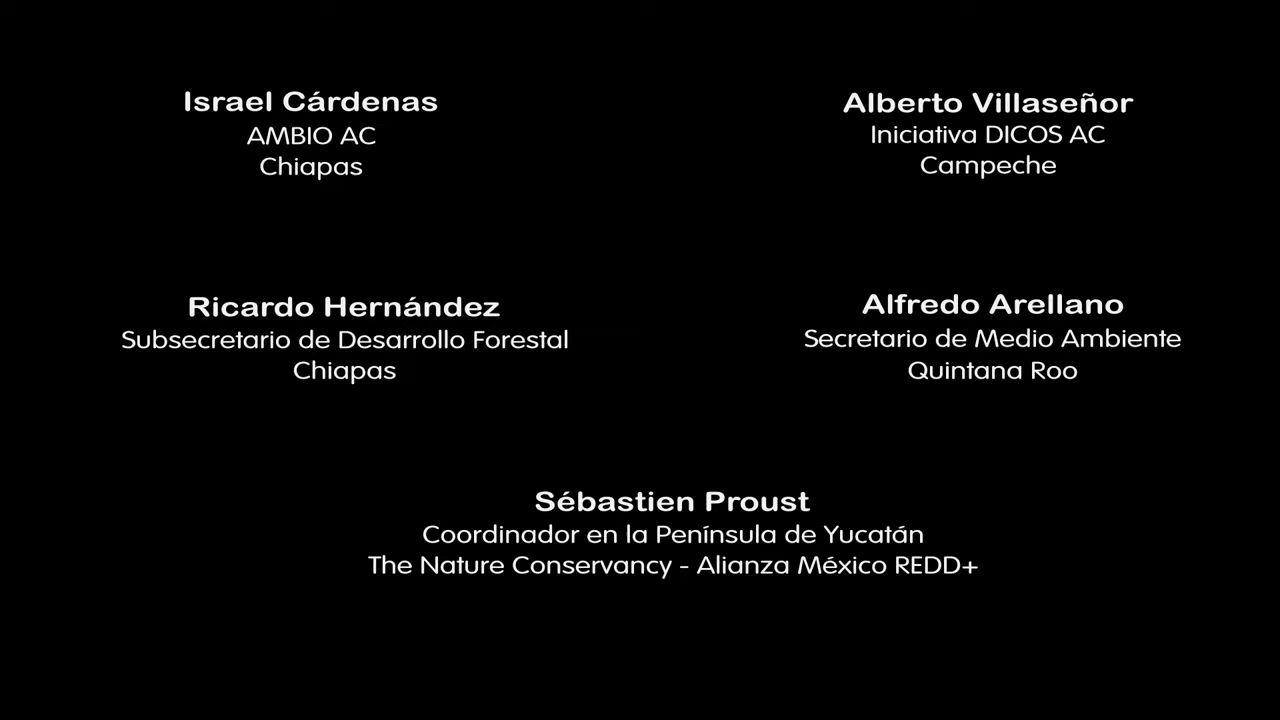 Israel Cárdenas
AMBIO AC
Chiapas
Alberto Villaseñor
Iniciativa DICOS AC
Campeche
Ricardo Hernández
Subsecretario de Desarrollo Forestal
Chiapas
Alfredo Arellano
Secretario de Medio Ambiente
Quintana Roo
Sébastien Proust
Coordinador en la Península de Yucatán
The Nature Conservancy - Alianza México REDD+